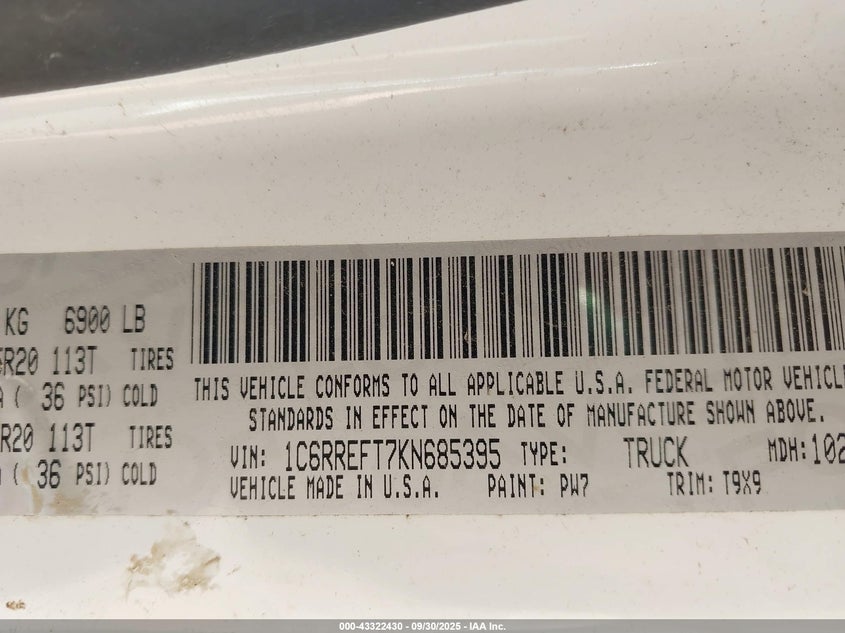 KG 6900 LB
R20 113T TIRES
( 36 PSI) COLD
R20 113T TIRES
( 36 PSI) COLD
THIS VEHICLE CONFORMS TO ALL APPLICABLE U.S.A. FEDERAL MOTOR VEHICLE
STANDARDS IN EFFECT ON THE DATE OF MANUFACTURE SHOWN ABOVE.
VIN: 1C6RREFT7KN685395 TYPE: TRUCK MDH: 102
VEHICLE MADE IN U.S.A. PAINT: PW7 TRIM: T9X9
000-43322430 - 09/30/2025 - IAA Inc.